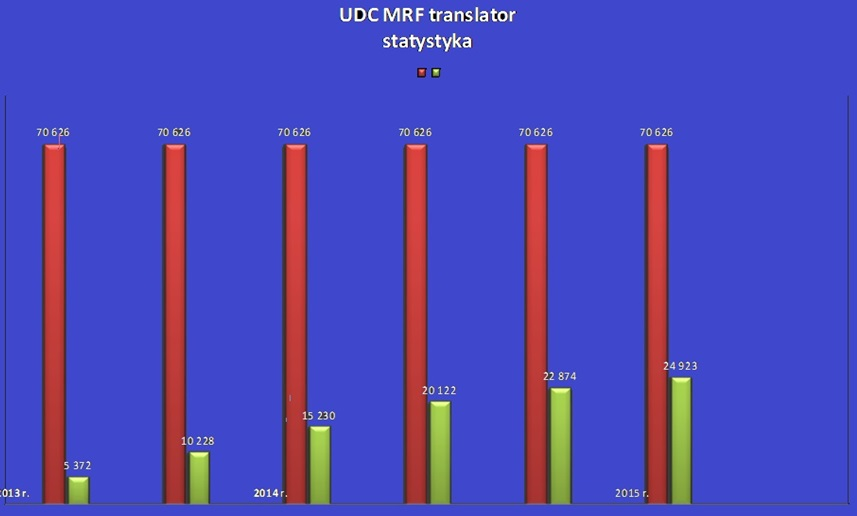 UDC MRF translator
statystyka
70 626 70 626 70 626 70 626 70 626 70 626
24 923
22 874
20 122
15 230
10 228
5 372
013 r. 2014 r. 2015 r.